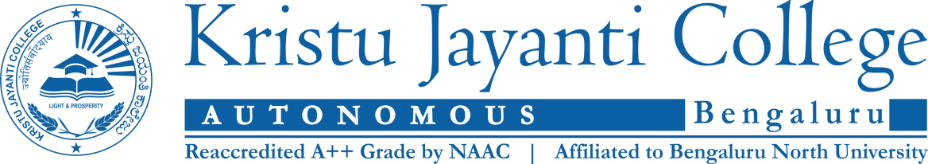 KRISTU JAYANTI COLLEGE
ಕ್ರಿಸ್ತು ಜಯಂತಿ ಕಾಲೇಜು
LIGHT & PROSPERITY
Kristu Jayanti College
AUTONOMOUS Bengaluru
Reaccredited A++ Grade by NAAC | Affiliated to Bengaluru North University